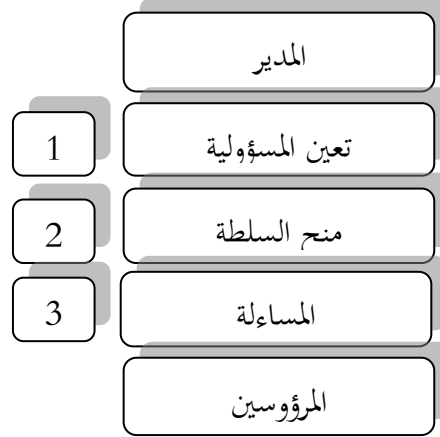 المدير
تعين المسؤولية
1
منح السلطة
2
المساءلة
3
المرؤوسين